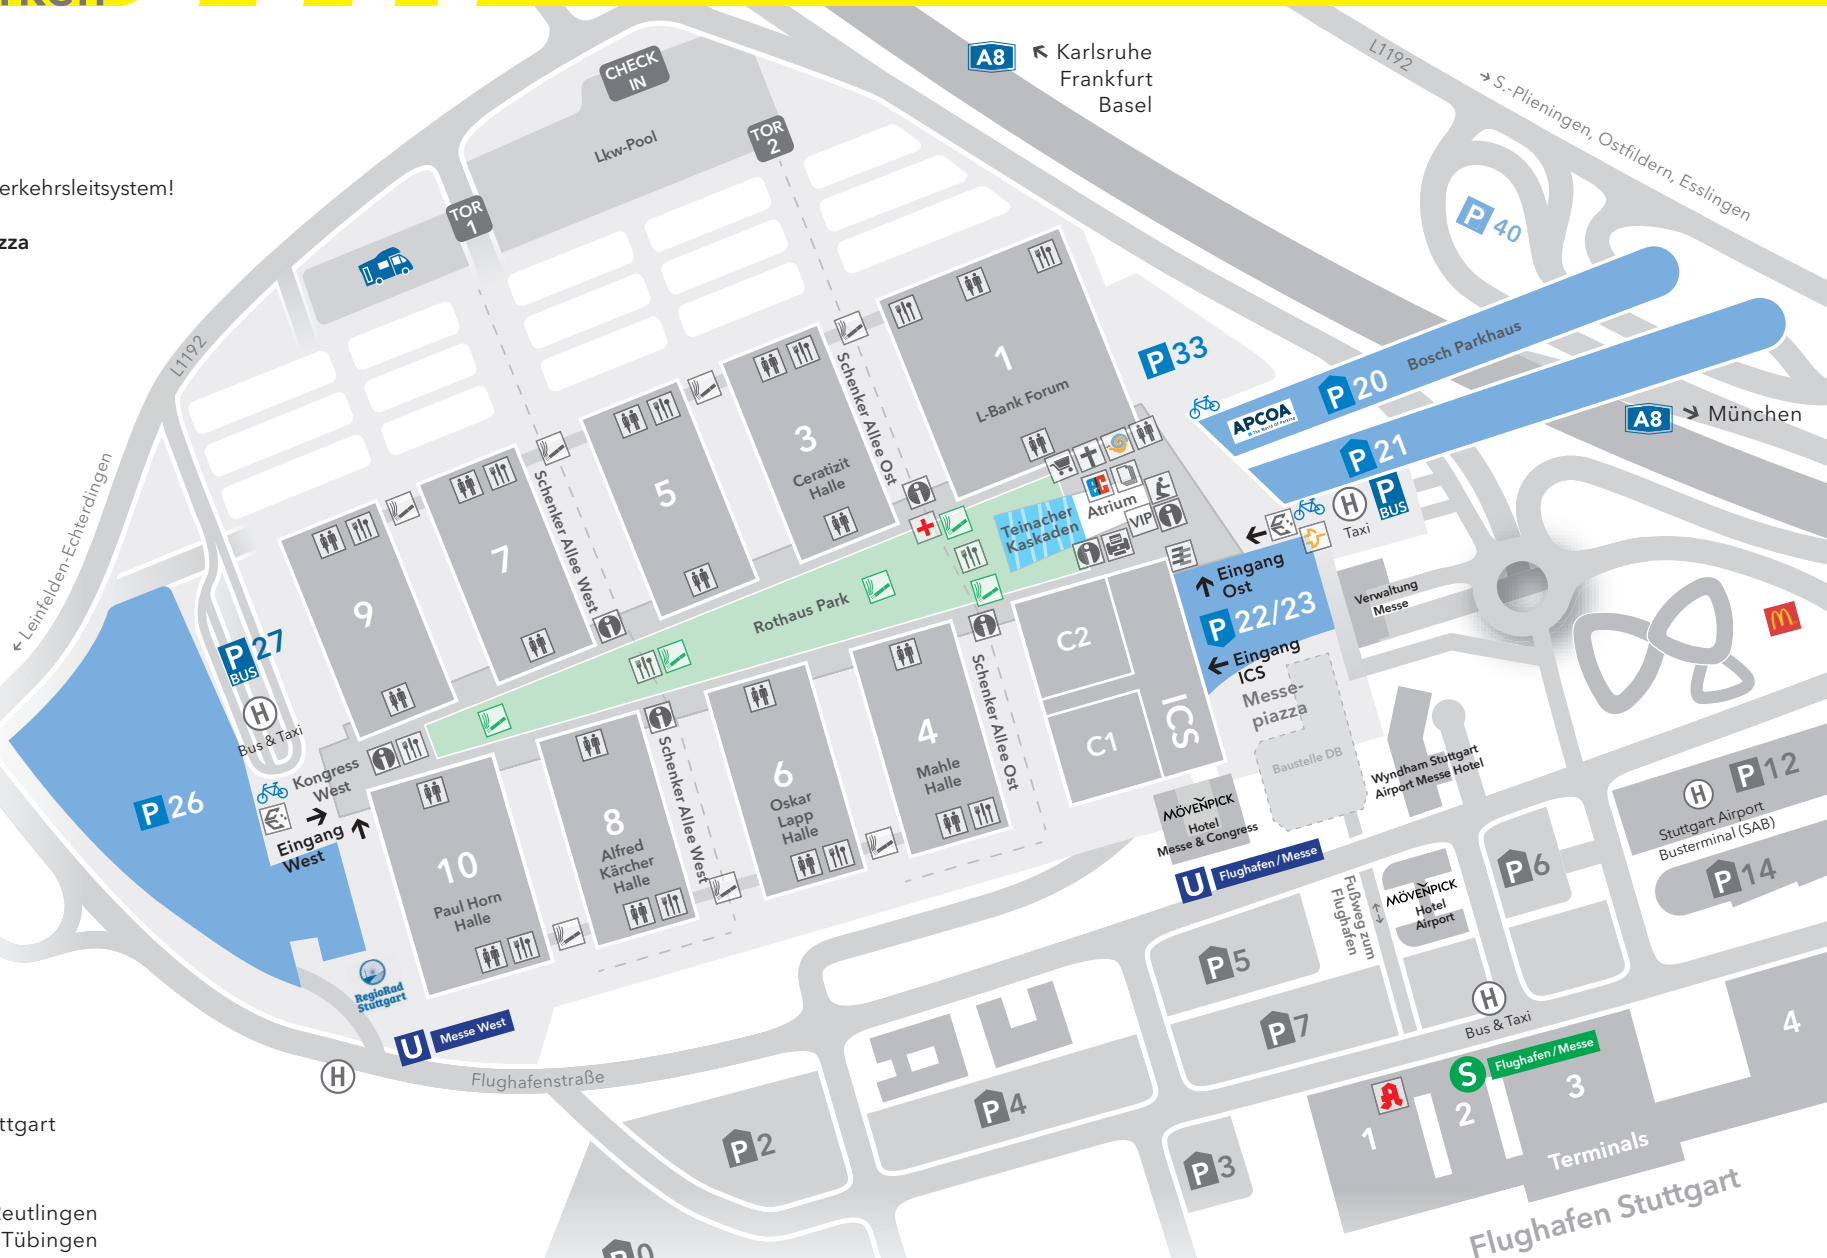 rken
CHECK
IN
Lkw-Pool
TOR
1
TOR
2
A8
Karlsruhe
Frankfurt
Basel
L1192
S.-Plieningen, Ostfildern, Esslingen
P 40
erkehrsleitsystem!
zza
L1192
Leinfelden-Echterdingen
P 33
Bosch Parkhaus
P 20
APCOA
P 21
A8
München
P
BUS
H
Taxi
1
L-Bank Forum
3
Ceratizit
Halle
5
7
9
Schenker Allee Ost
Schenker Allee West
Teinacher
Kaskaden
Atrium
VIP
Rothaus Park
Eingang
Ost
P 22/23
Eingang
ICS
Messe-
piazza
Verwaltung
Messe
Baustelle DB
Wyndham Stuttgart
Airport Messe Hotel
C2
C1
ICS
P 27
BUS
H
Bus & Taxi
Kongress
West
Eingang
West
P 26
10
Paul Horn
Halle
8
Alfred
Kärcher
Halle
6
Oskar
Lapp
Halle
4
Mahle
Halle
Schenker Allee West
Schenker Allee Ost
MÖVENPICK
Hotel
Messe & Congress
U Flughafen / Messe
Fußweg zum
Flughafen
MÖVENPICK
Hotel
Airport
P 6
H
P 12
Stuttgart Airport
Busterminal (SAB)
P 14
RegioRad
Stuttgart
U Messe West
H
Flughafenstraße
P 5
P 7
H
Bus & Taxi
S Flughafen / Messe
P 4
P 2
P 3
P 0
1
2
3
4
Terminals
Flughafen Stuttgart
ttgart
Reutlingen
Tübingen